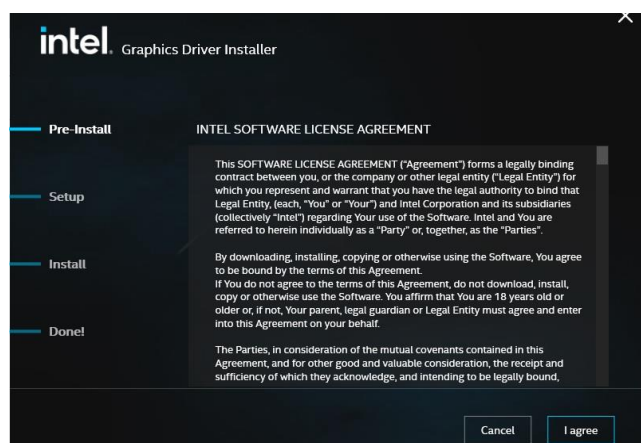 intel. Graphics Driver Installer
Pre-Install
Setup
Install
Done!
INTEL SOFTWARE LICENSE AGREEMENT
This SOFTWARE LICENSE AGREEMENT ("Agreement") forms a legally binding
contract between you, or the company or other legal entity ("Legal Entity") for
which you represent and warrant that you have the legal authority to bind that
Legal Entity, (each, "You" or "Your") and Intel Corporation and its subsidiaries
(collectively "Intel") regarding Your use of the Software. Intel and You are
referred to herein individually as a "Party" or, together, as the "Parties".
By downloading, installing, copying or otherwise using the Software, You agree
to be bound by the terms of this Agreement.
If You do not agree to the terms of this Agreement, do not download, install,
copy or otherwise use the Software. You affirm that You are 18 years old or
older or, if not, Your parent, legal guardian or Legal Entity must agree and enter
into this Agreement on your behalf.
The Parties, in consideration of the mutual covenants contained in this
Agreement, and for other good and valuable consideration, the receipt and
sufficiency of which they acknowledge, and intending to be legally bound,
Cancel
I agree